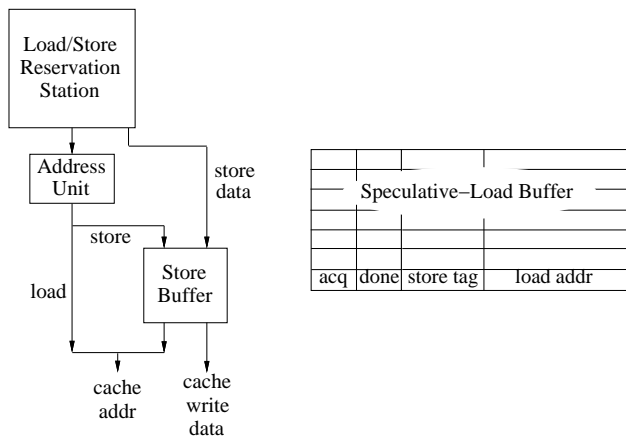 Load/Store
Reservation
Station
Address
Unit
store
data
store
load
Store
Buffer
cache
addr
cache
write
data
Speculative−Load Buffer
acq done store tag load addr